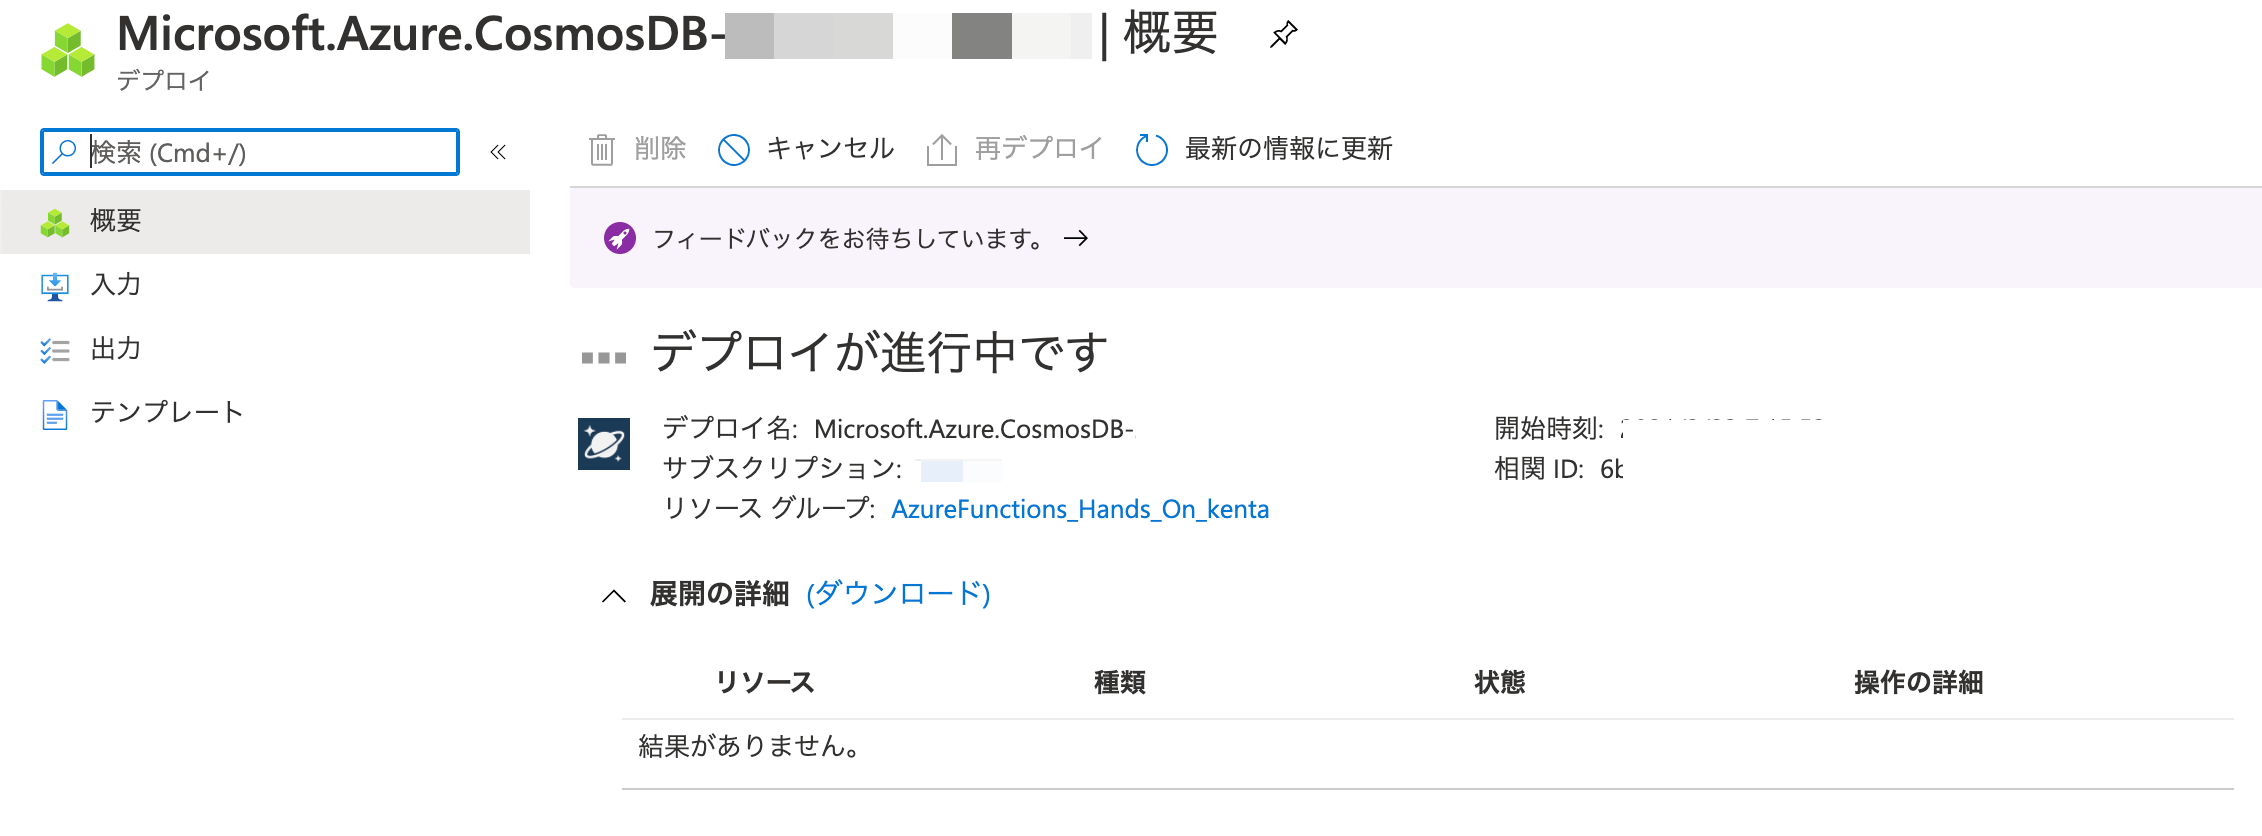 Microsoft.Azure.CosmosDB- | 概要
デプロイ
検索 (Cmd+/)
«
削除
キャンセル
再デプロイ
最新の情報に更新
概要
入力
出力
テンプレート
フィードバックをお待ちしています。 →
デプロイが進行中です
デプロイ名: Microsoft.Azure.CosmosDB-
開始時刻:
サブスクリプション:
相関 ID: 6b
リソース グループ: AzureFunctions_Hands_On_kenta
展開の詳細 (ダウンロード)
リソース 種類 状態 操作の詳細
結果がありません。